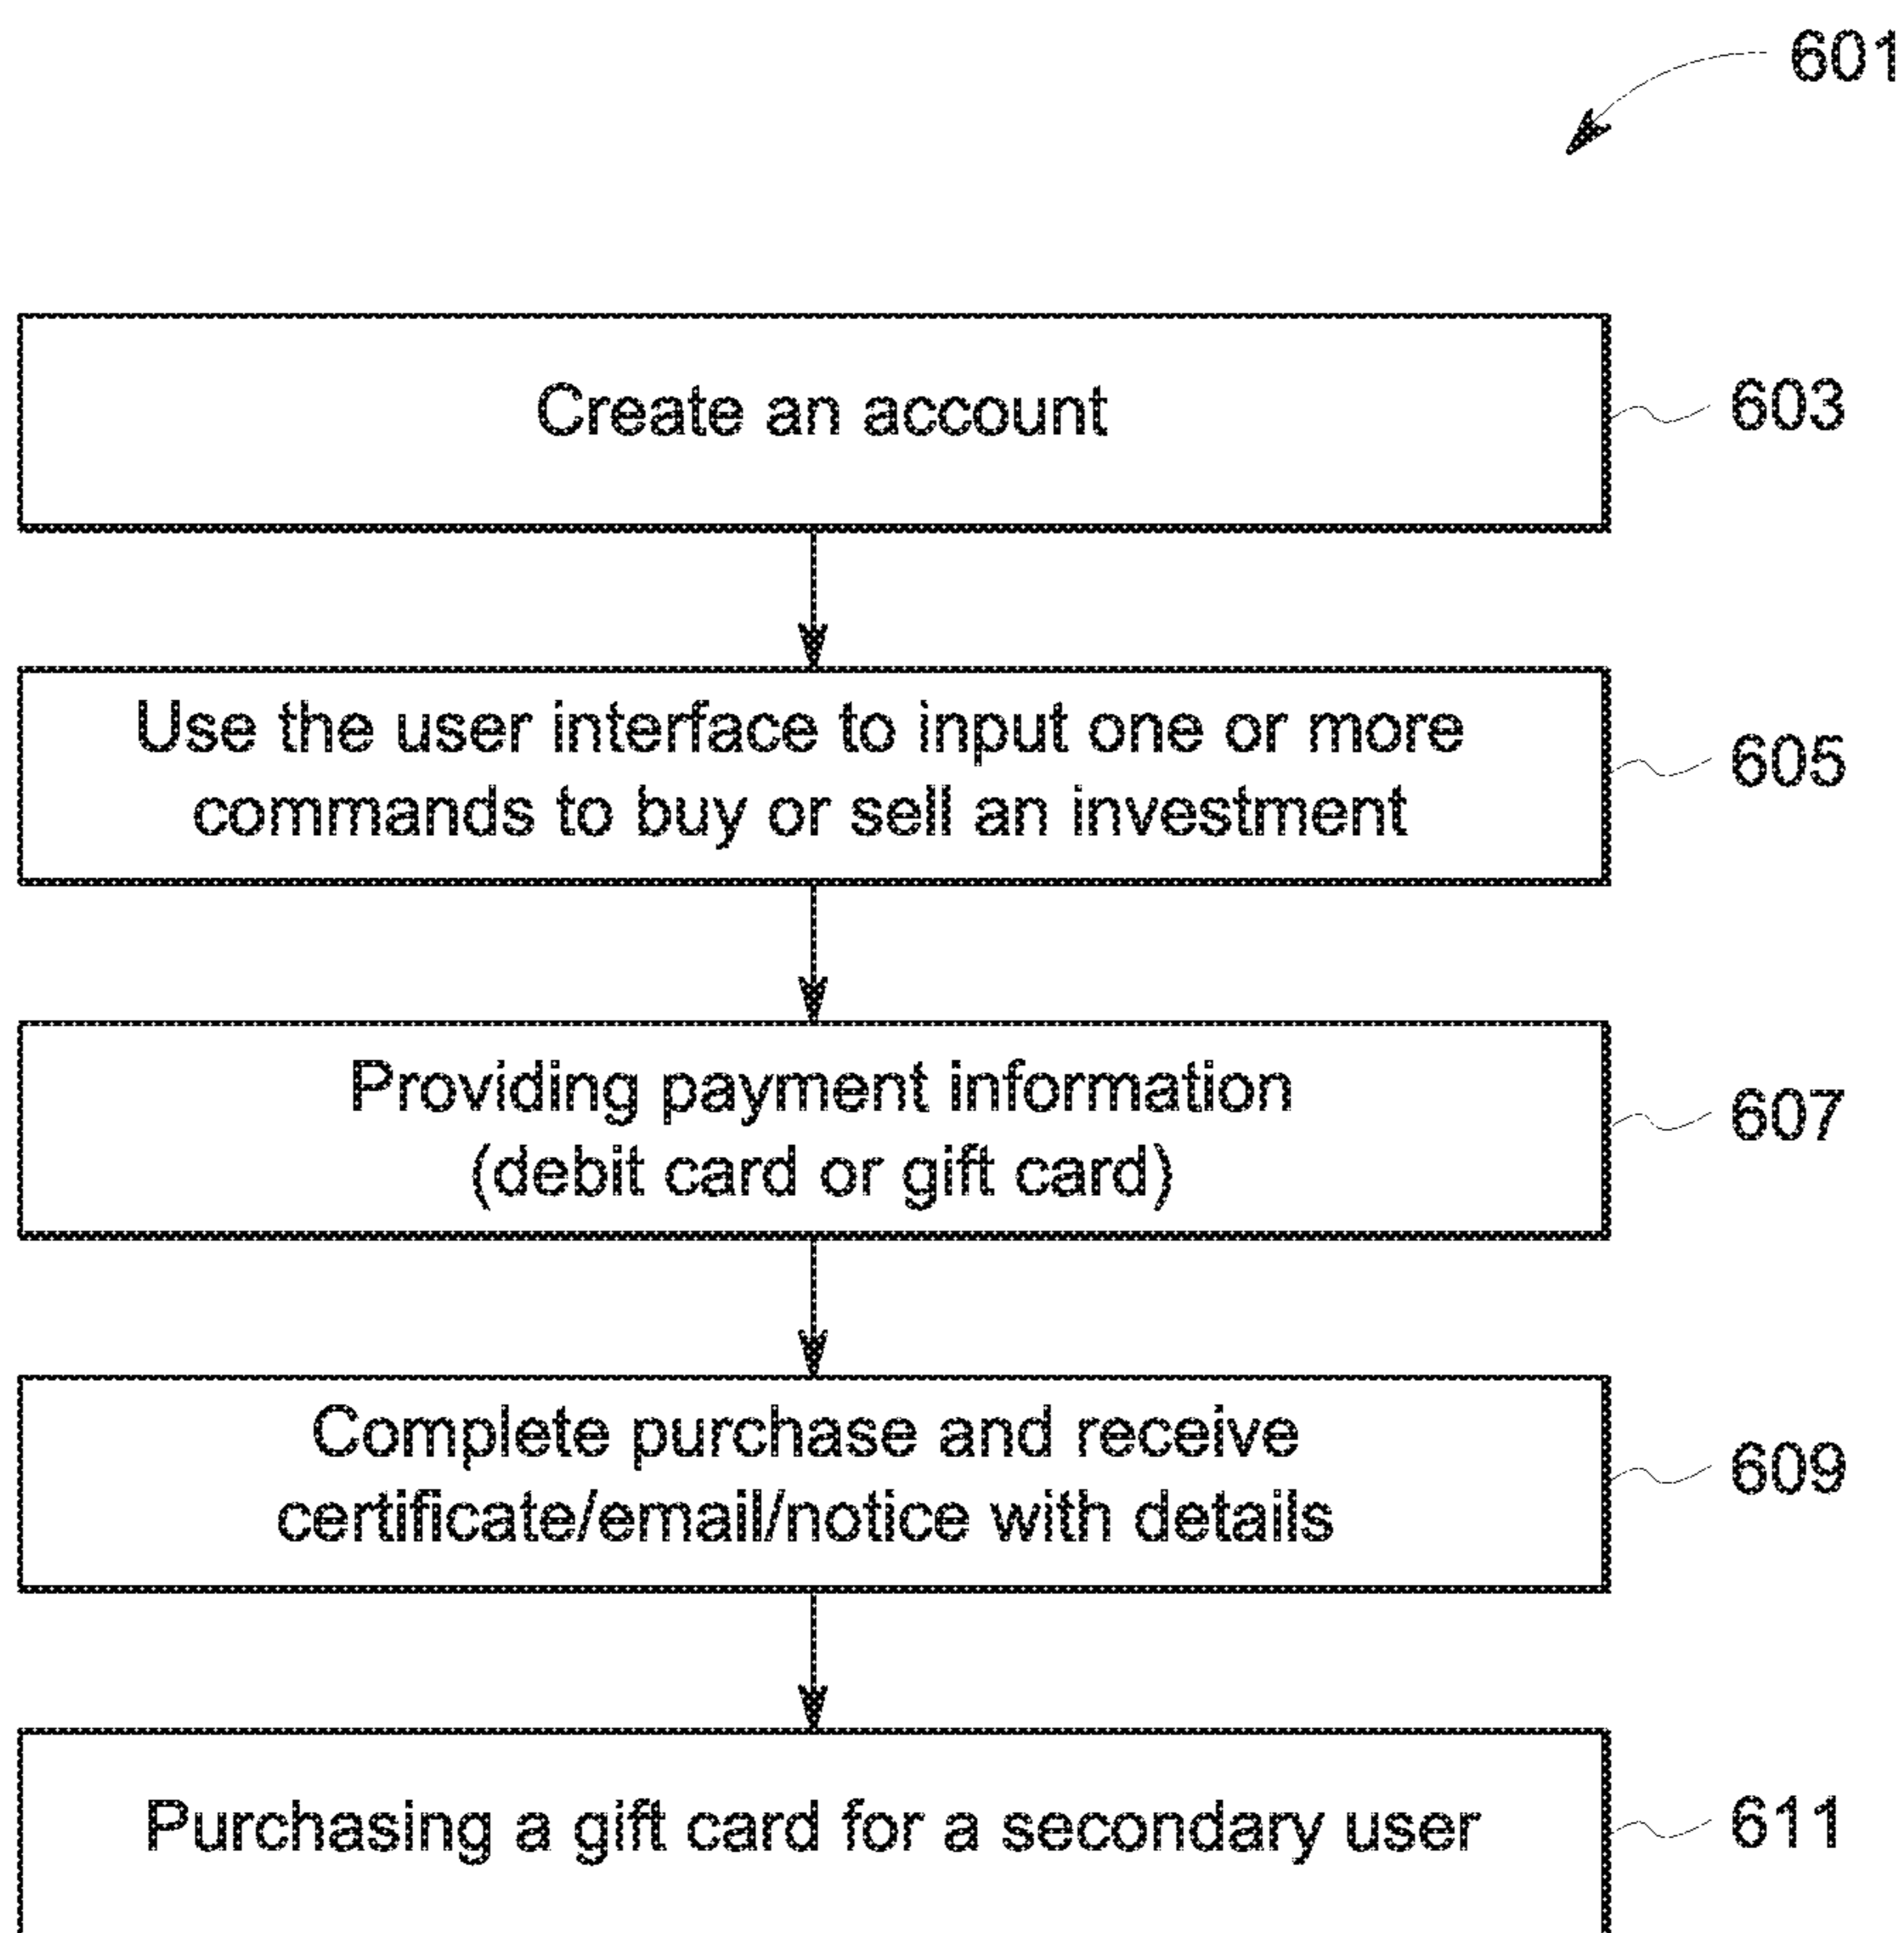 601
Create an account
603
Use the user interface to input one or more
commands to buy or sell an investment
605
Providing payment information
(debit card or gift card)
607
Complete purchase and receive
certificate/email/notice with details
609
Purchasing a gift card for a secondary user
611